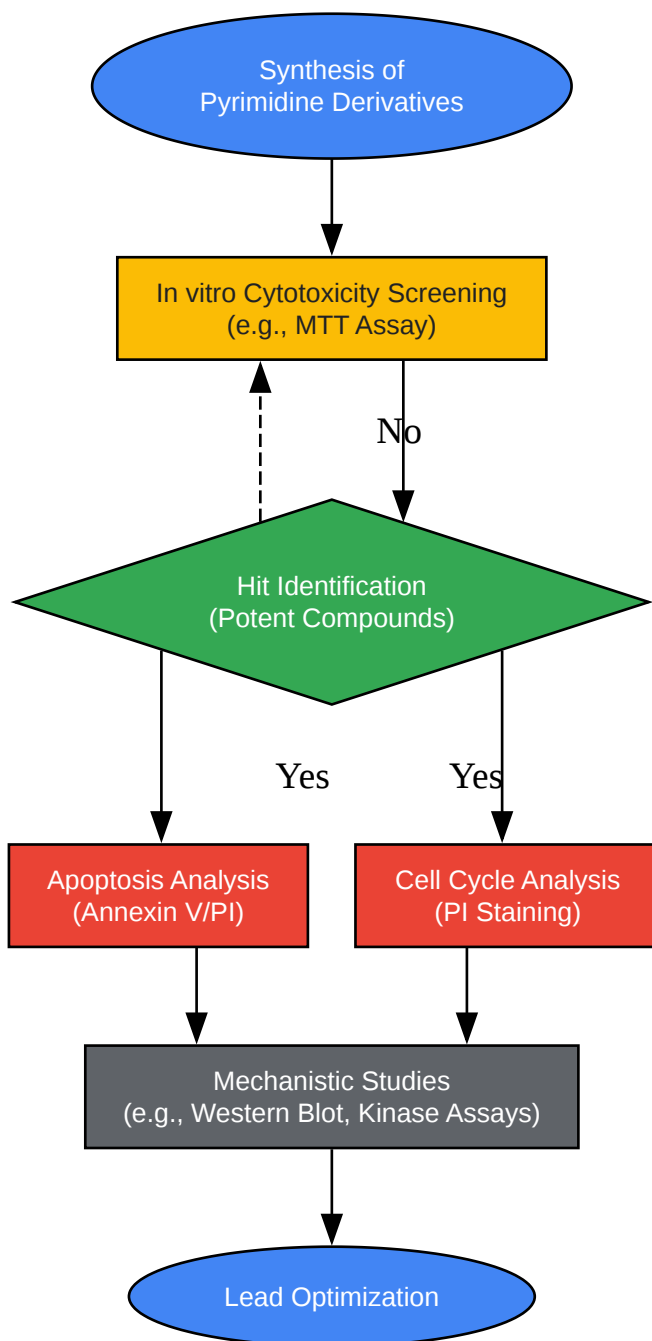 Synthesis of
Pyrimidine Derivatives
In vitro Cytotoxicity Screening
(e.g., MTT Assay)
No
Hit Identification
(Potent Compounds)
Yes
Yes
Apoptosis Analysis
(Annexin V/PI)
Cell Cycle Analysis
(PI Staining)
Mechanistic Studies
(e.g., Western Blot, Kinase Assays)
Lead Optimization